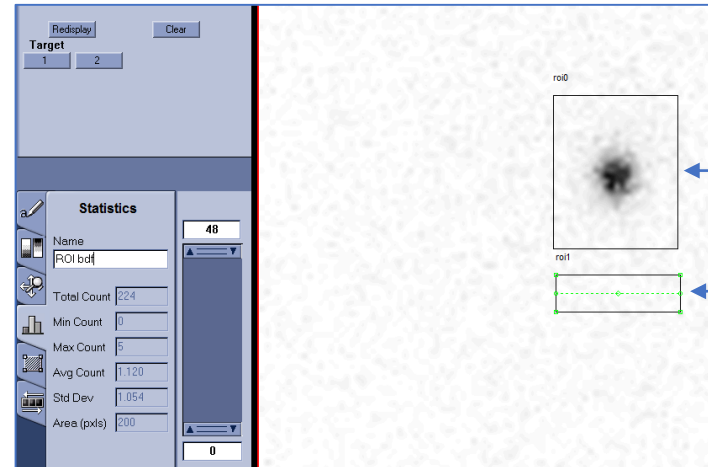 Redisplay Clear
Target
1 2
Statistics
Name
ROI bdf
Total Count 224
Min Count 0
Max Count 5
Avg Count 1.120
Std Dev 1.054
Area (pxls) 200
48
0
a
roi0
roi1